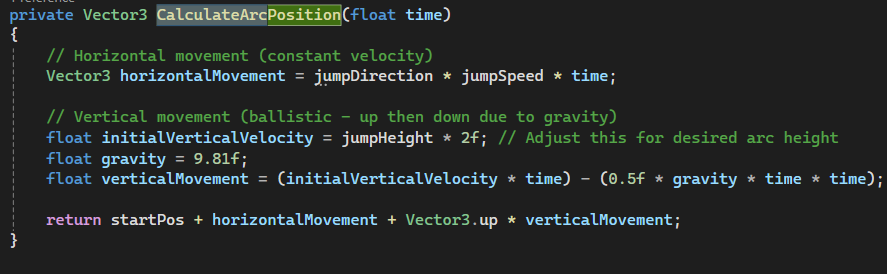 private Vector3 CalculateArcPosition(float time)
{
// Horizontal movement (constant velocity)
Vector3 horizontalMovement = jumpDirection * jumpSpeed * time;
// Vertical movement (ballistic - up then down due to gravity)
float initialVerticalVelocity = jumpHeight * 2f; // Adjust this for desired arc height
float gravity = 9.81f;
float verticalMovement = (initialVerticalVelocity * time) - (0.5f * gravity * time * time);
return startPos + horizontalMovement + Vector3.up * verticalMovement;
}